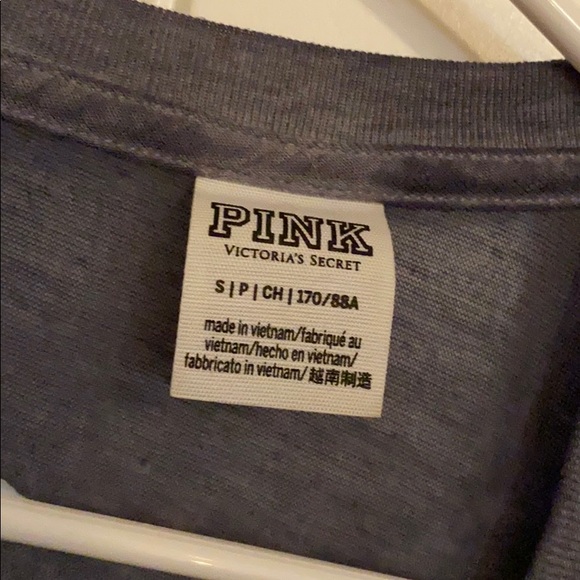 PINK
VICTORIA'S SECRET
S | P | CH | 170/88A
made in vietnam/fabriqué au
vietnam/hecho en vietnam/
fabbricato in vietnam/ 越南制造